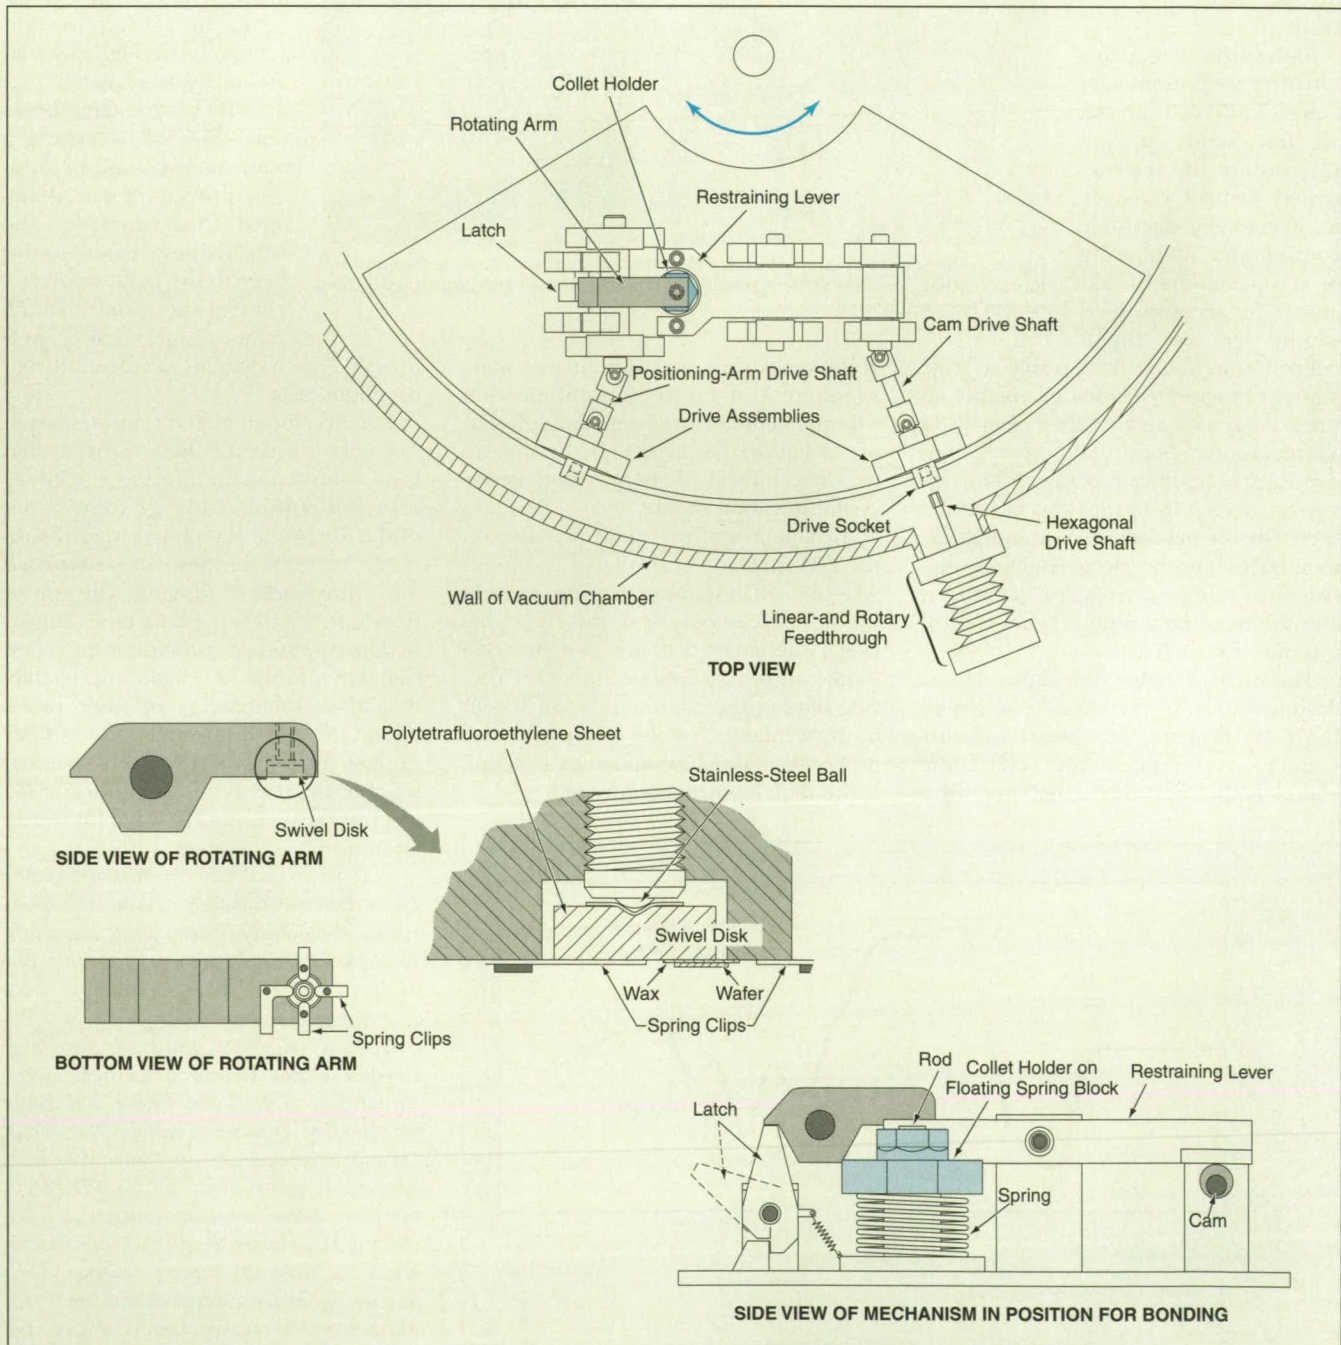 Collet Holder
Rotating Arm
Restraining Lever
Latch
Cam Drive Shaft
Positioning-Arm Drive Shaft
Drive Assemblies
Drive Socket
Hexagonal
Drive Shaft
Wall of Vacuum Chamber
Linear-and Rotary
Feedthrough
TOP VIEW
Polytetrafluoroethylene Sheet
Stainless-Steel Ball
Swivel Disk
SIDE VIEW OF ROTATING ARM
Swivel Disk
Wax
Wafer
Spring Clips
Spring Clips
BOTTOM VIEW OF ROTATING ARM
Rod
Collet Holder on
Floating Spring Block
Restraining Lever
Latch
Spring
Cam
SIDE VIEW OF MECHANISM IN POSITION FOR BONDING